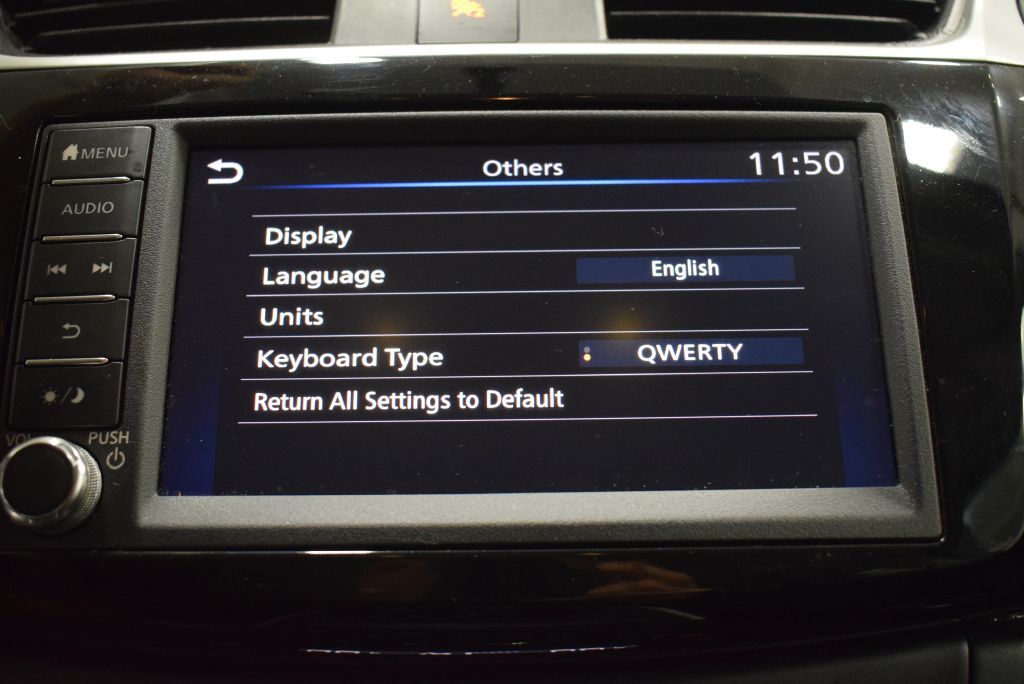 MENU
Others
11:50
AUDIO
Display
Language English
Units
Keyboard Type QWERTY
Return All Settings to Default
VOL PUSH